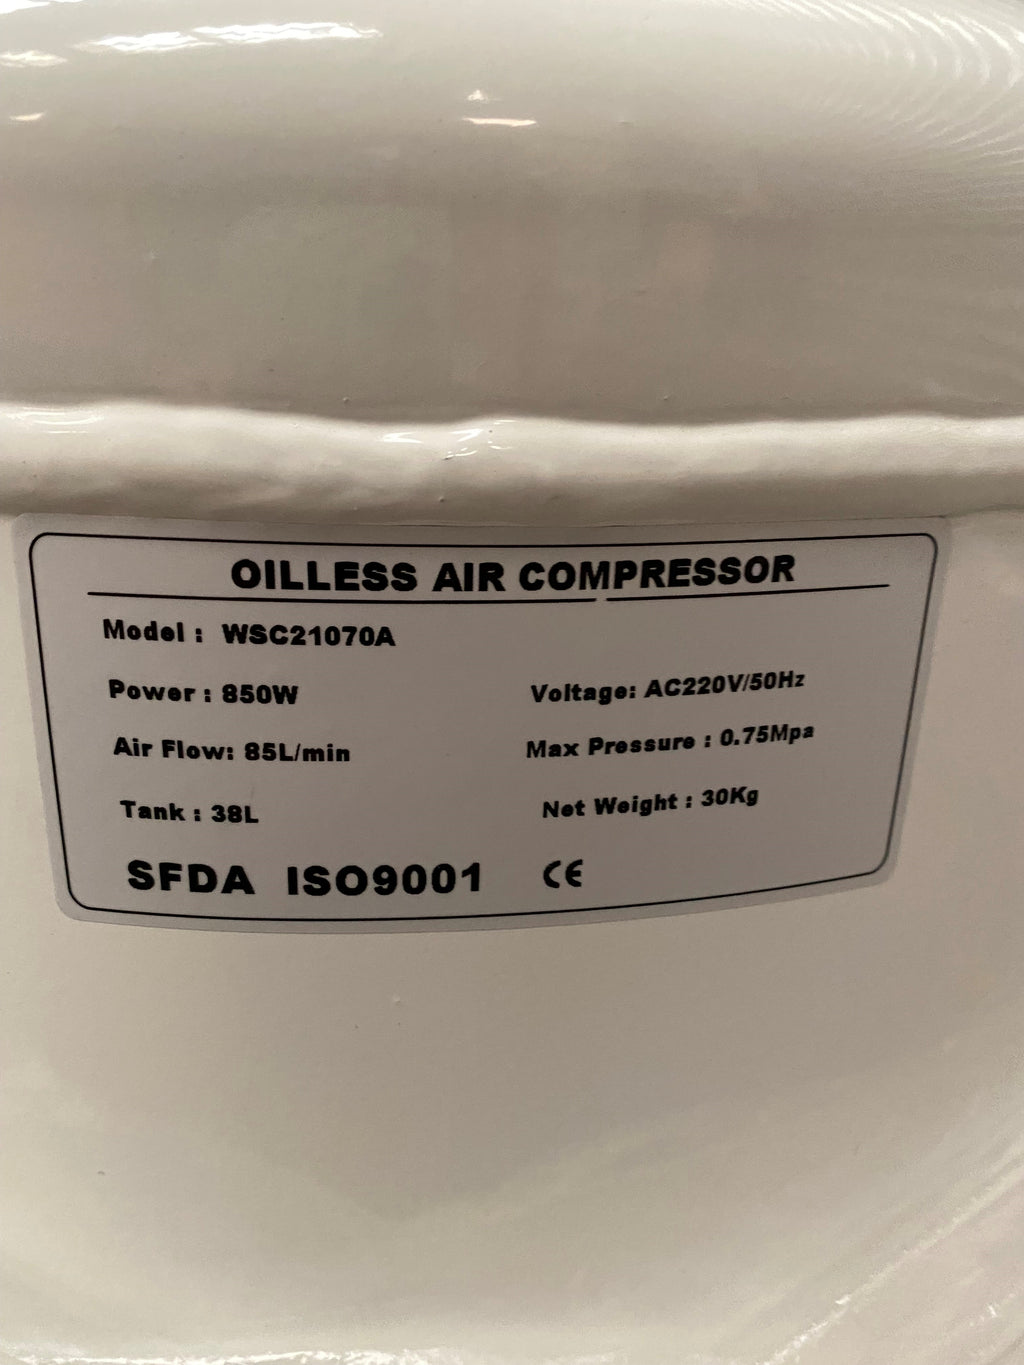 OILLESS AIR COMPRESSOR
Model : WSC21070A
Power : 850W Voltage: AC220V/50Hz
Air Flow: 85L/min Max Pressure : 0.75Mpa
Tank : 38L Net Weight : 30Kg
SFDA ISO9001 CE